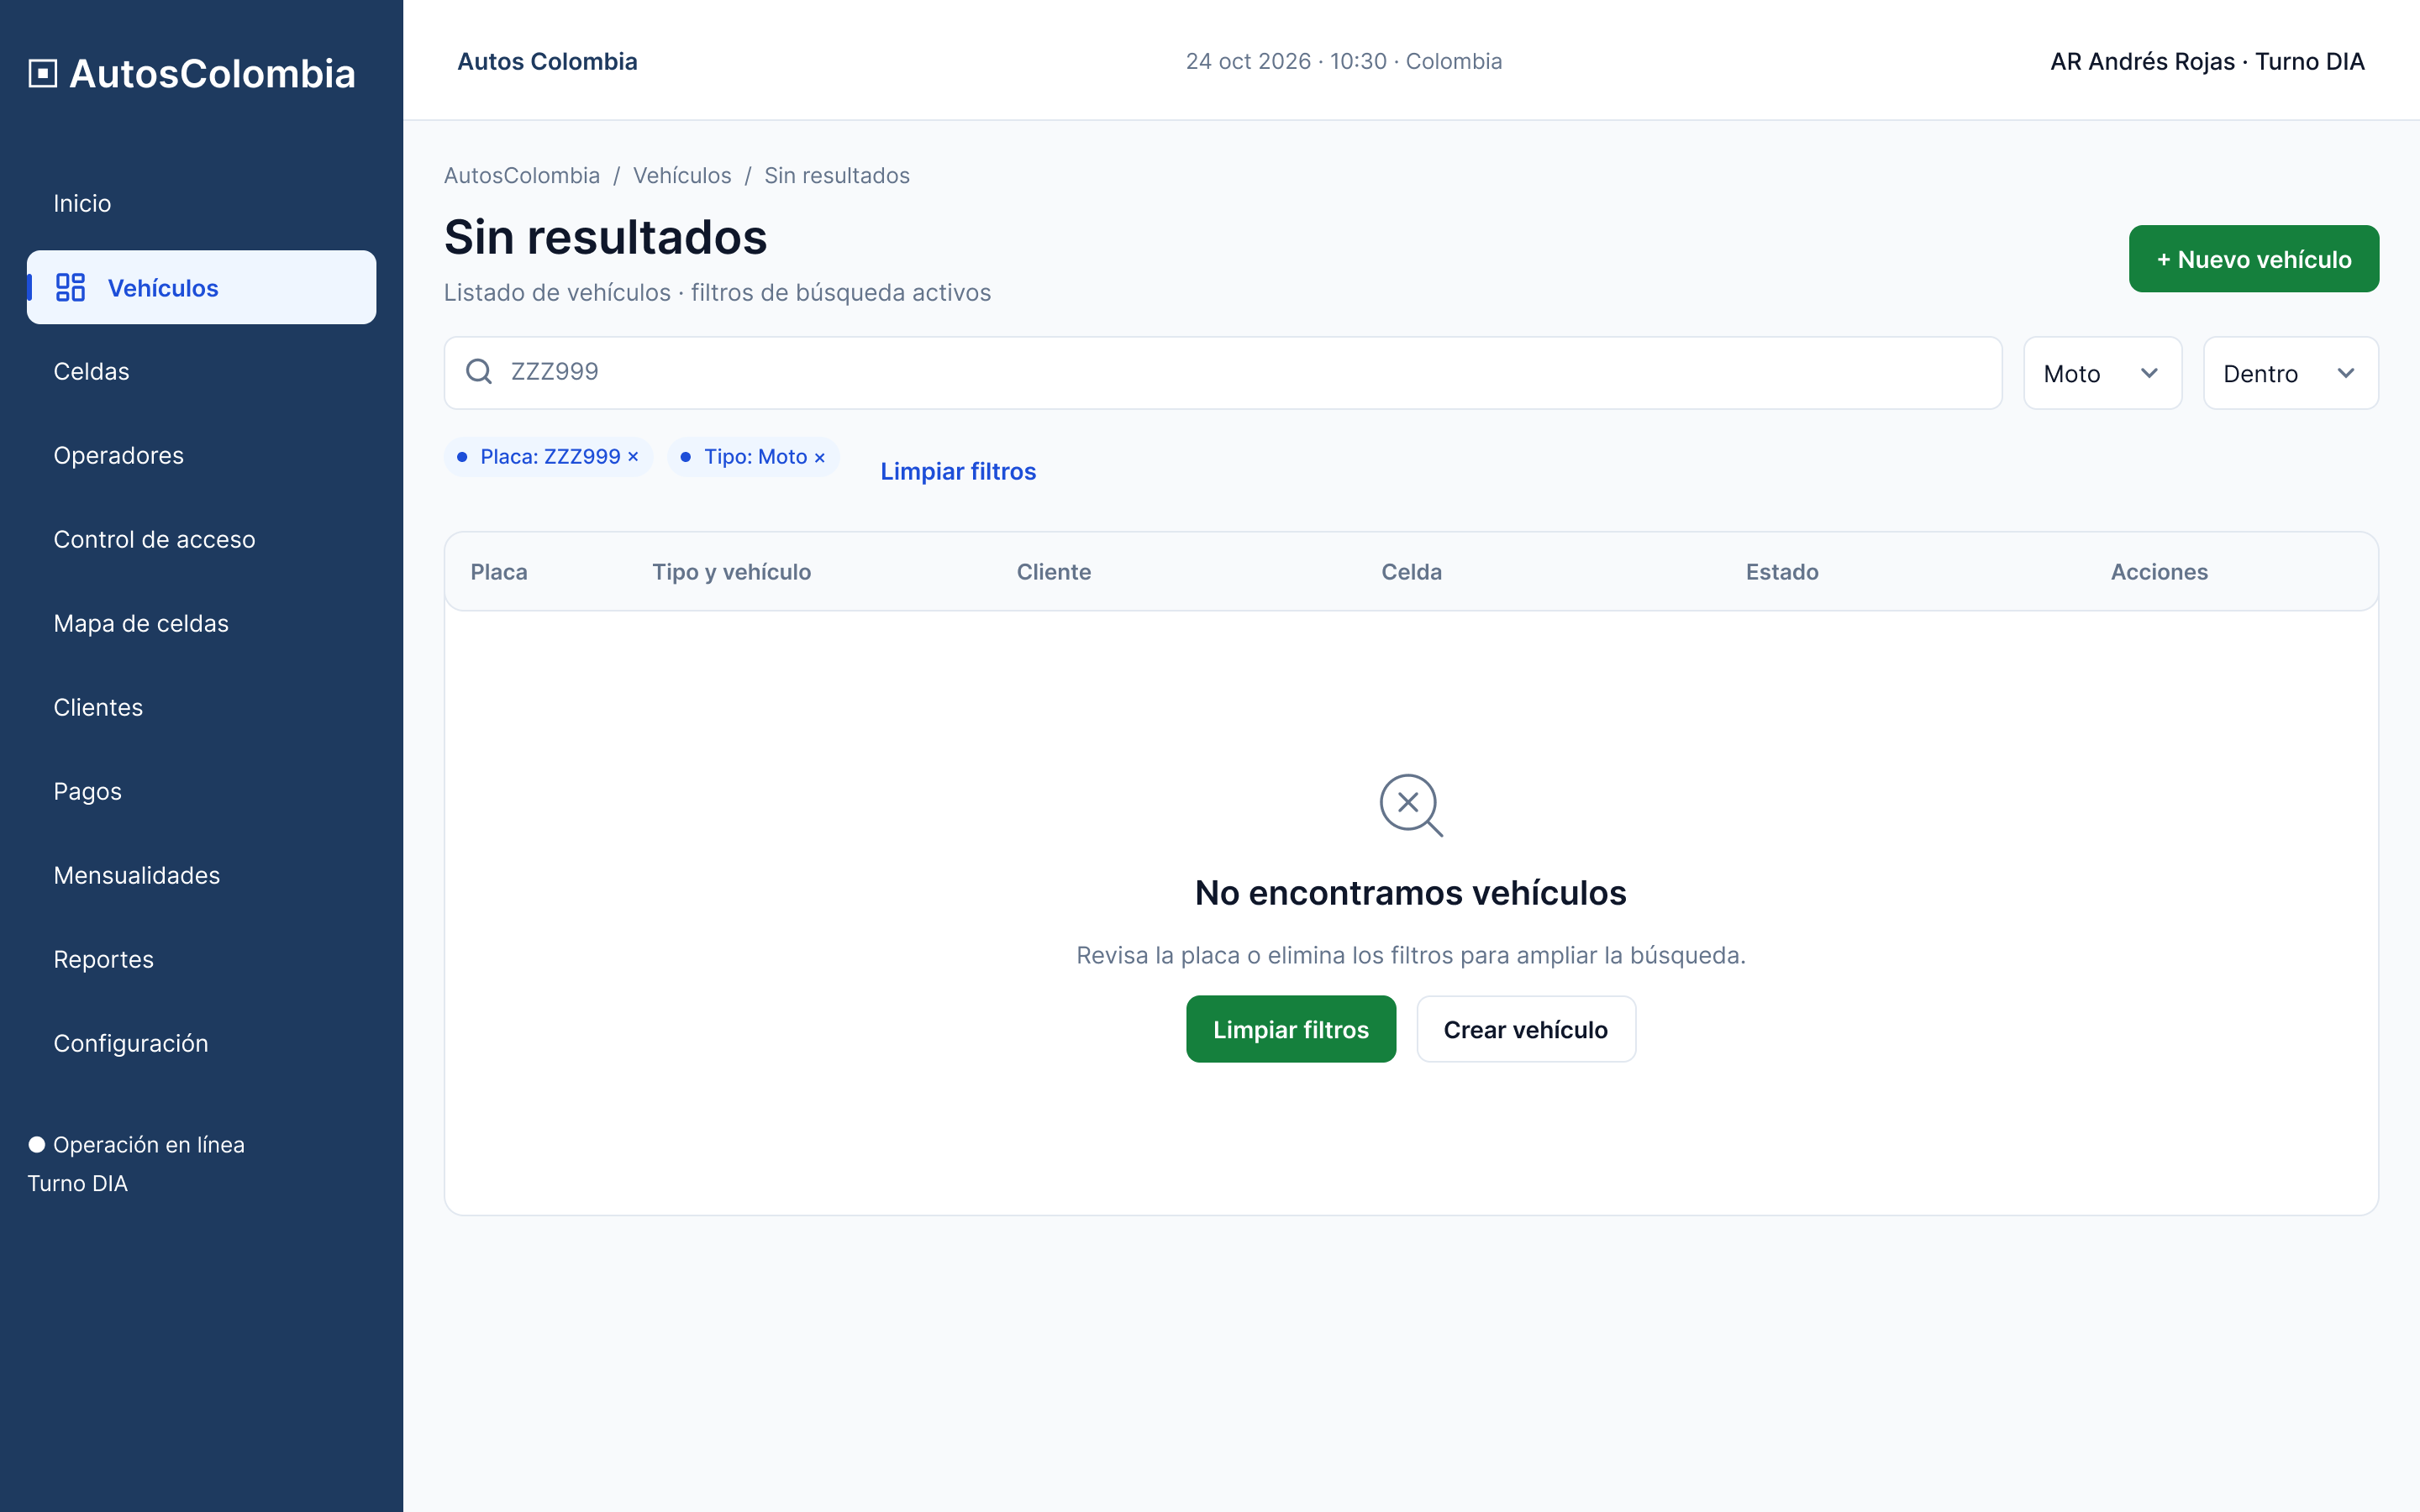 AutosColombia
Inicio
Vehículos
Celdas
Operadores
Control de acceso
Mapa de celdas
Clientes
Pagos
Mensualidades
Reportes
Configuración
Operación en línea
Turno DIA
Autos Colombia
24 oct 2026 · 10:30 · Colombia
AR Andrés Rojas · Turno DIA
AutosColombia / Vehículos / Sin resultados
Sin resultados
Listado de vehículos · filtros de búsqueda activos
+ Nuevo vehículo
ZZZ999
Moto
Dentro
Placa: ZZZ999 ×
Tipo: Moto ×
Limpiar filtros
Placa Tipo y vehículo Cliente Celda Estado Acciones
No encontramos vehículos
Revisa la placa o elimina los filtros para ampliar la búsqueda.
Limpiar filtros
Crear vehículo